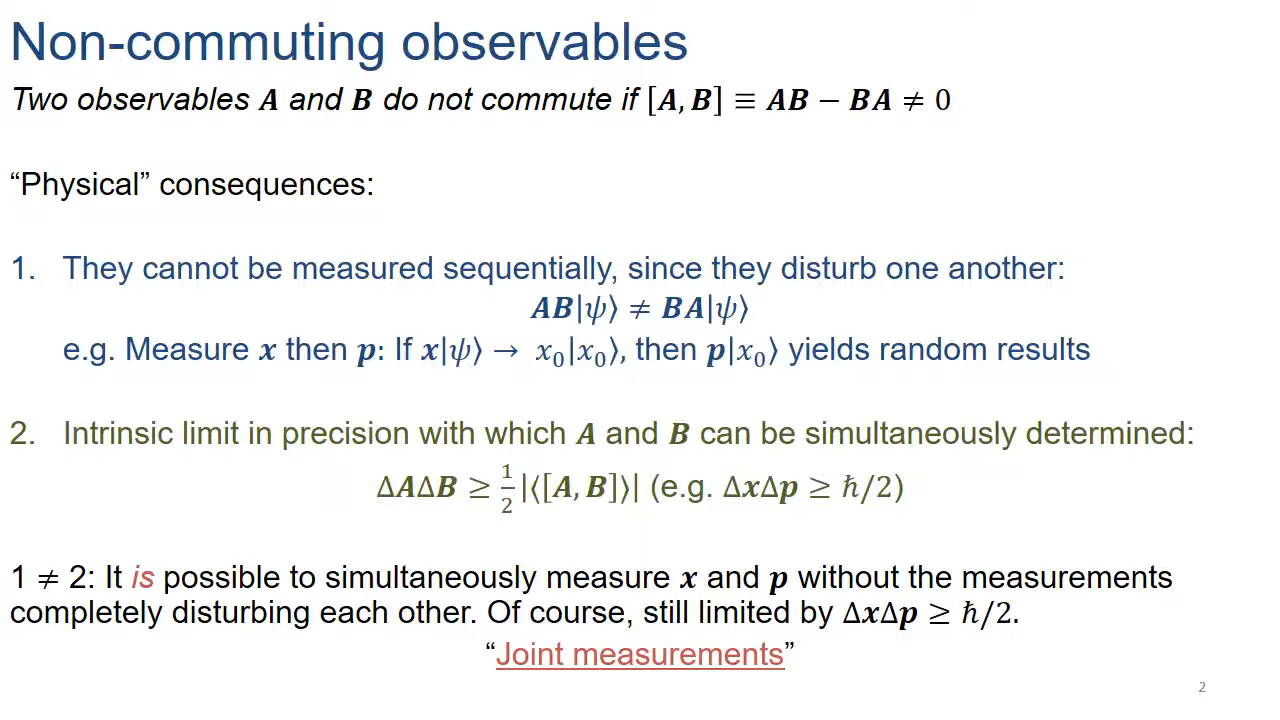 Non-commuting observables
Two observables A and B do not commute if [A, B] ≡ AB − BA ≠ 0
“Physical” consequences:
1. They cannot be measured sequentially, since they disturb one another:
AB|ψ⟩ ≠ BA|ψ⟩
e.g. Measure x then p: If x|ψ⟩ → x₀|x₀⟩, then p|x₀⟩ yields random results
2. Intrinsic limit in precision with which A and B can be simultaneously determined:
ΔAΔB ≥ 1/2 |⟨[A, B]⟩| (e.g. ΔxΔp ≥ ℏ/2)
1 ≠ 2: It is possible to simultaneously measure x and p without the measurements
completely disturbing each other. Of course, still limited by ΔxΔp ≥ ℏ/2.
“Joint measurements”
2